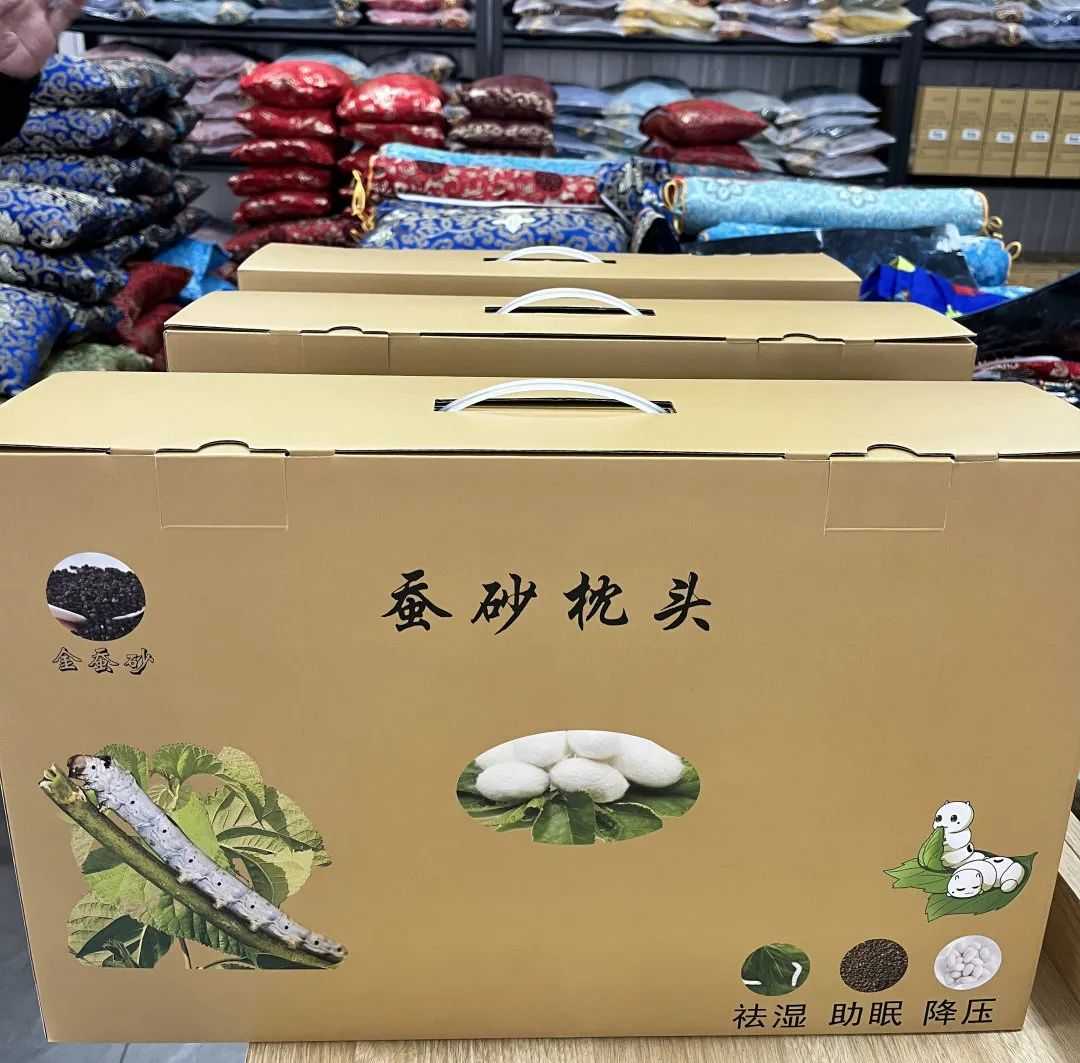 蚕砂枕头
金蚕砂
祛湿 助眠 降压